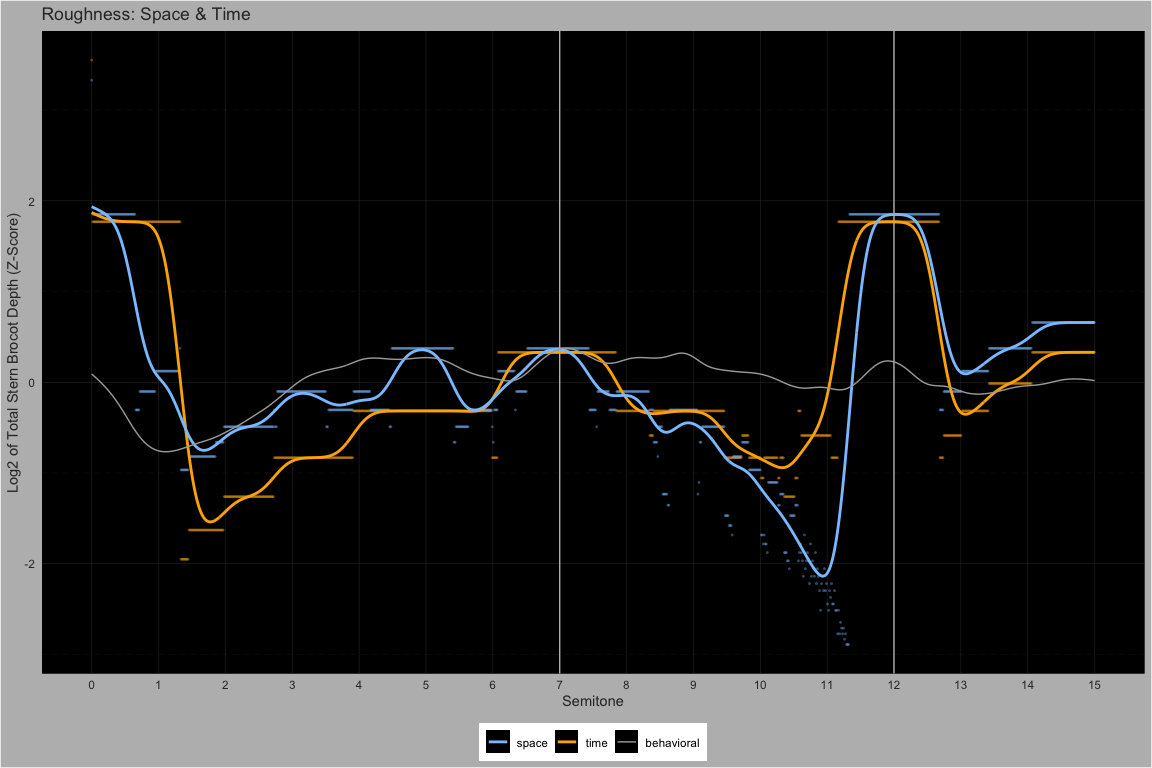 Roughness: Space & Time
Log2 of Total Stern Brocot Depth (Z-Score)
2
0
-2
0 1 2 3 4 5 6 7 8 9 10 11 12 13 14 15
Semitone
space time behavioral